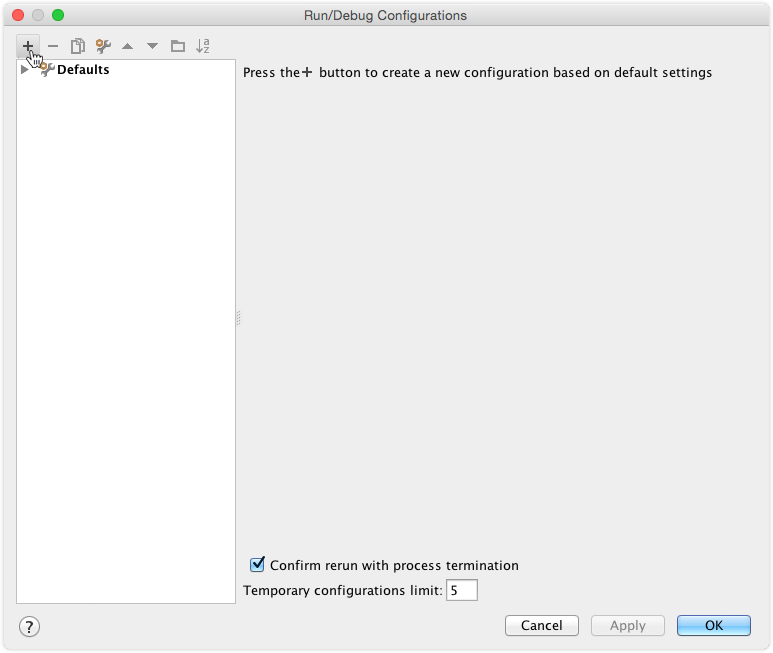 Run/Debug Configurations
Defaults
Press the + button to create a new configuration based on default settings
Confirm rerun with process termination
Temporary configurations limit: 5
? Cancel Apply OK